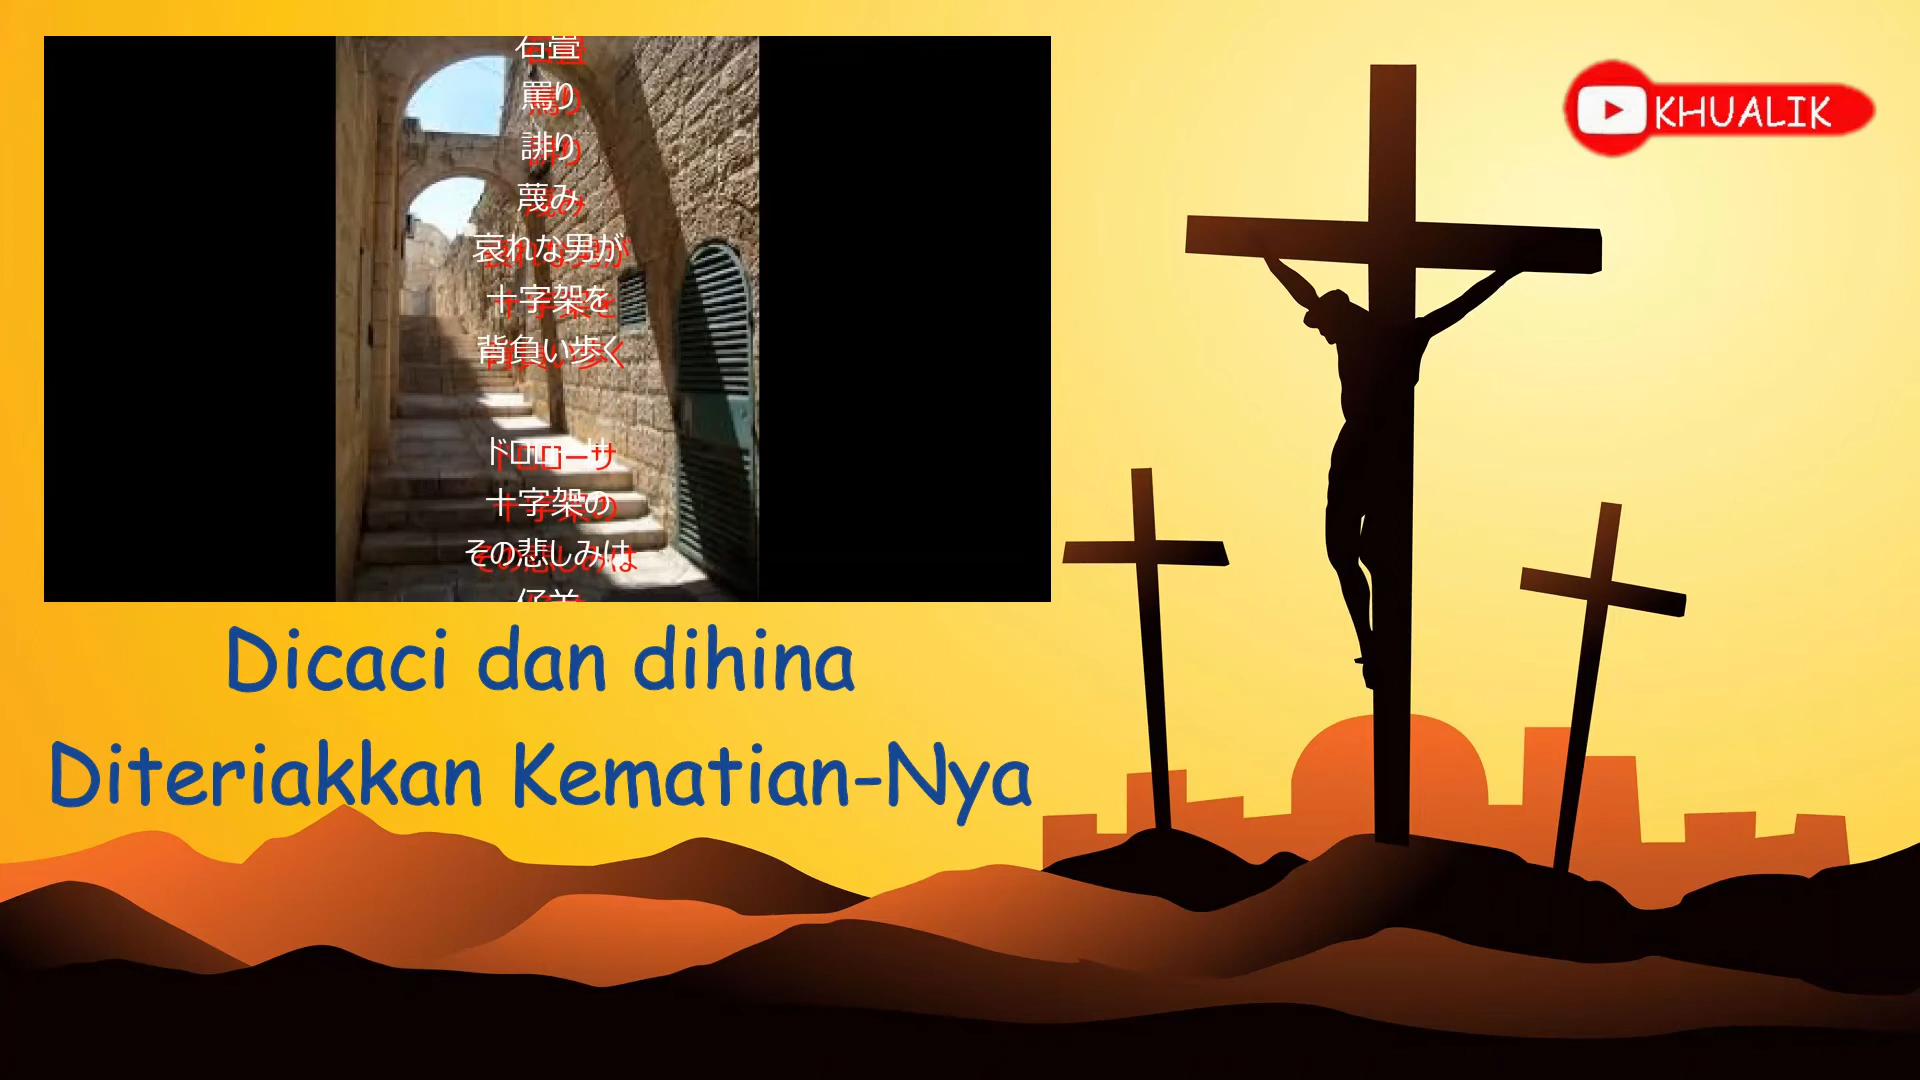 石畳
罵り
誹り
蔑み
哀れな男が
十字架を
背負い歩く
ドロローサ
十字架の
その悲しみは
KHUALIK
Dicaci dan dihina
Diteriakkan Kematian-Nya